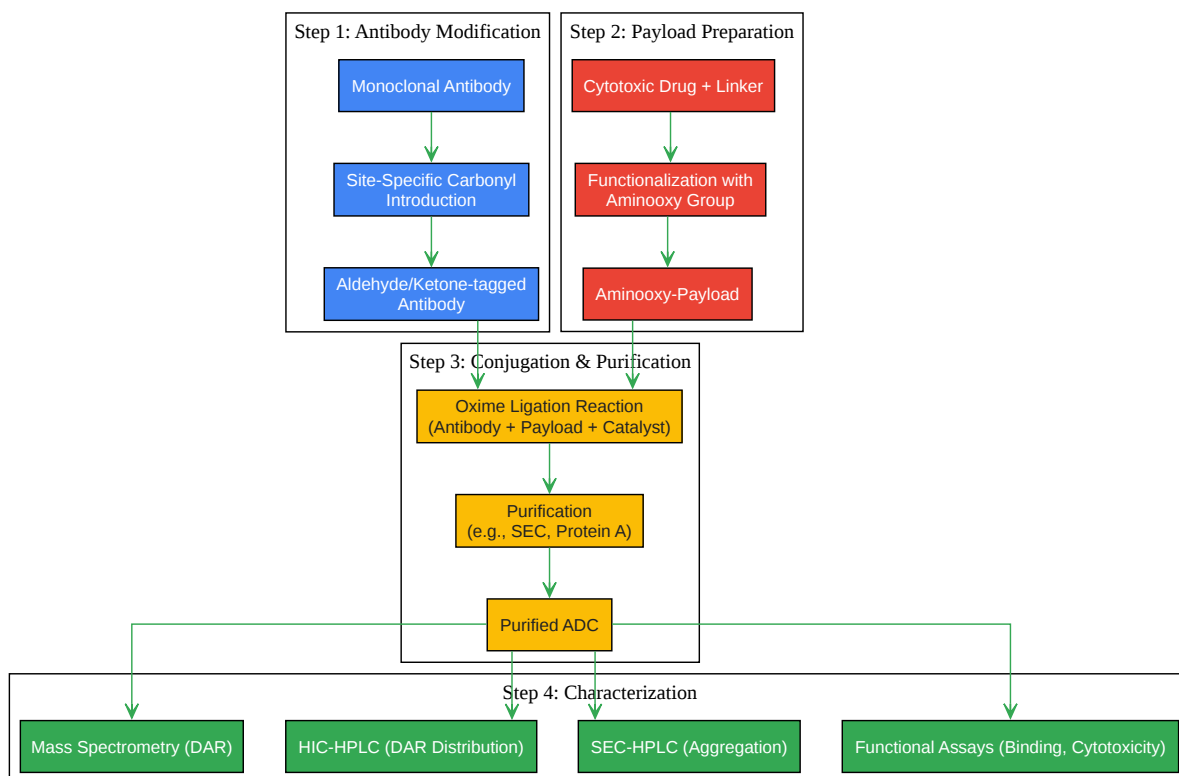 Step 1: Antibody Modification
Monoclonal Antibody
Site-Specific Carbonyl
Introduction
Aldehyde/Ketone-tagged
Antibody
Step 2: Payload Preparation
Cytotoxic Drug + Linker
Functionalization with
Aminooxy Group
Aminooxy-Payload
Step 3: Conjugation & Purification
Oxime Ligation Reaction
(Antibody + Payload + Catalyst)
Purification
(e.g., SEC, Protein A)
Purified ADC
Step 4: Characterization
Mass Spectrometry (DAR)
HIC-HPLC (DAR Distribution)
SEC-HPLC (Aggregation)
Functional Assays (Binding, Cytotoxicity)